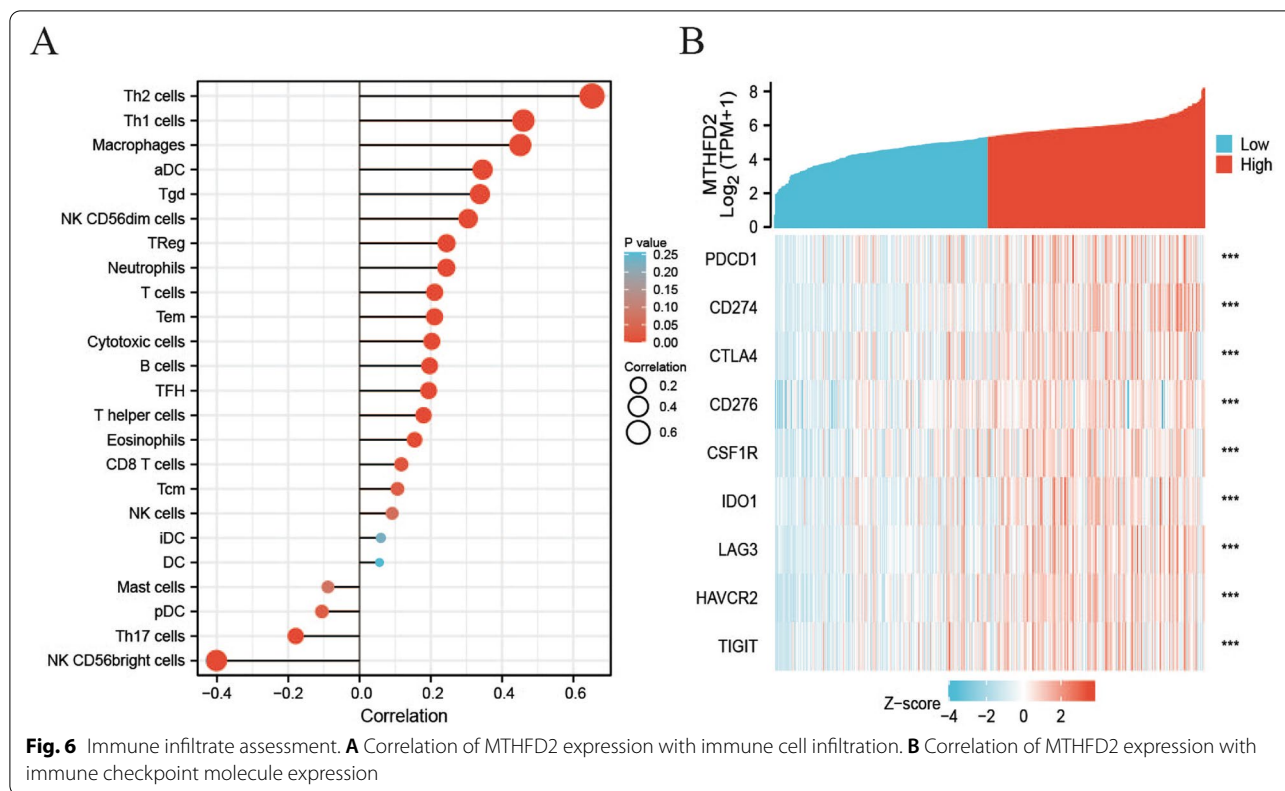 A
Th2 cells
Th1 cells
Macrophages
aDC
Tgd
NK CD56dim cells
TReg
Neutrophils
T cells
Tem
Cytotoxic cells
B cells
TFH
T helper cells
Eosinophils
CD8 T cells
Tcm
NK cells
iDC
DC
Mast cells
pDC
Th17 cells
NK CD56bright cells
−0.4 −0.2 0.0 0.2 0.4 0.6
Correlation
P value
0.25
0.20
0.15
0.10
0.05
0.00
Correlation
0.2
0.4
0.6
B
MTHFD2
Log2 (TPM+1)
8
6
4
2
0
Low
High
PDCD1 ***
CD274 ***
CTLA4 ***
CD276 ***
CSF1R ***
IDO1 ***
LAG3 ***
HAVCR2 ***
TIGIT ***
Z−score
−4 −2 0 2
Fig. 6 Immune infiltrate assessment. A Correlation of MTHFD2 expression with immune cell infiltration. B Correlation of MTHFD2 expression with
immune checkpoint molecule expression